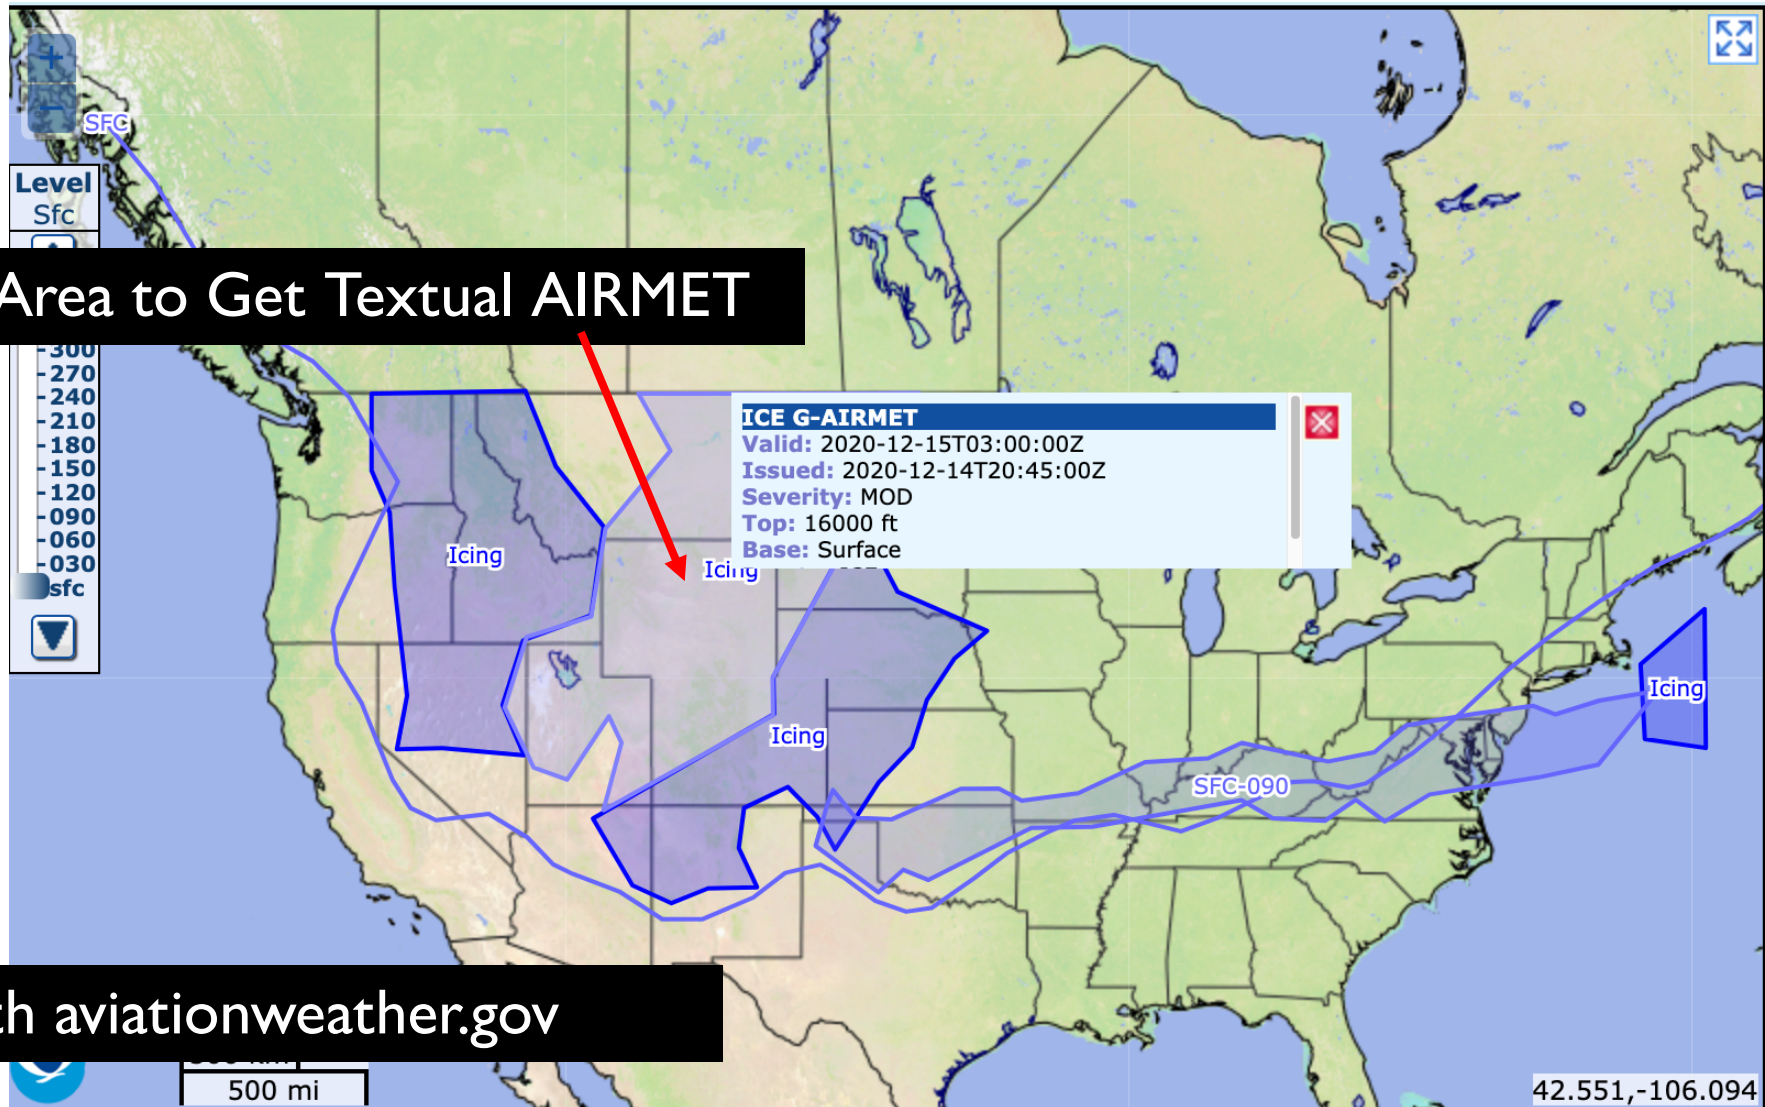 +
−
SFC
Level
Sfc
Area to Get Textual AIRMET
-300
-270
-240
-210
-180
-150
-120
-090
-060
-030
sfc
ICE G-AIRMET
Valid: 2020-12-15T03:00:00Z
Issued: 2020-12-14T20:45:00Z
Severity: MOD
Top: 16000 ft
Base: Surface
Icing
Icing
Icing
Icing
SFC-090
aviationweather.gov
500 mi
42.551,-106.094